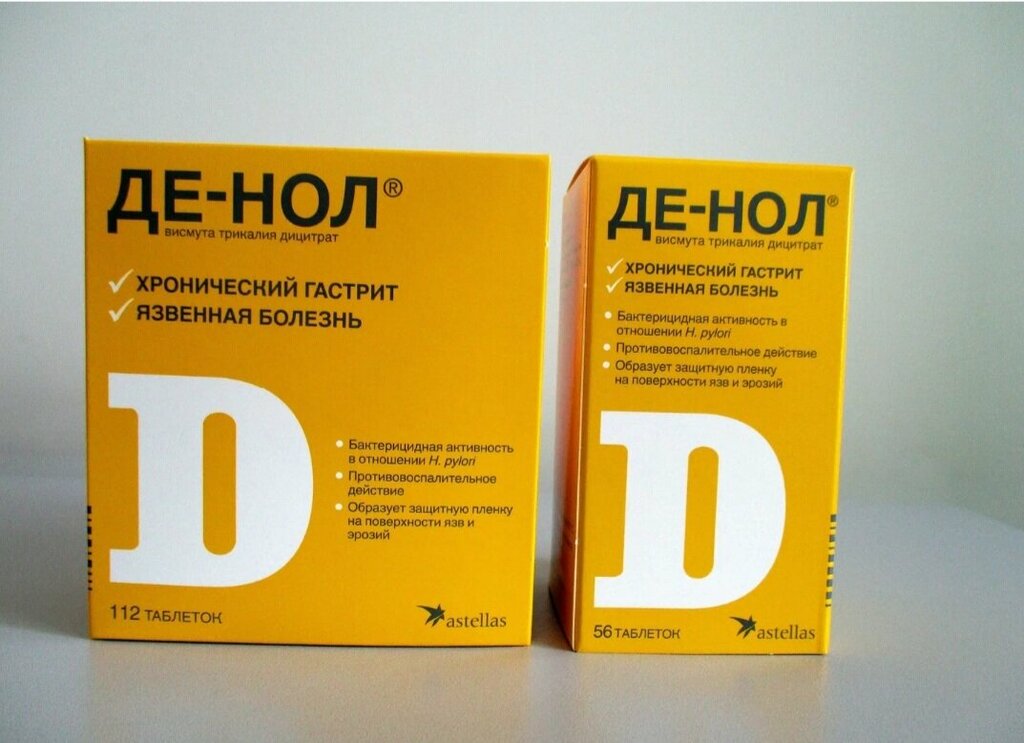 ДЕ-НОЛ®
висмута трикалия дицитрат
ХРОНИЧЕСКИЙ ГАСТРИТ
ЯЗВЕННАЯ БОЛЕЗНЬ
D
Бактерицидная активность
в отношении H. pylori
Противовоспалительное
действие
Образует защитную пленку
на поверхности язв и
эрозий
112 ТАБЛЕТОК
astellas
ДЕ-НОЛ®
висмута трикалия дицитрат
ХРОНИЧЕСКИЙ ГАСТРИТ
ЯЗВЕННАЯ БОЛЕЗНЬ
Бактерицидная активность в
отношении H. pylori
Противовоспалительное действие
Образует защитную пленку
на поверхности язв и эрозий
D
56 ТАБЛЕТОК
astellas